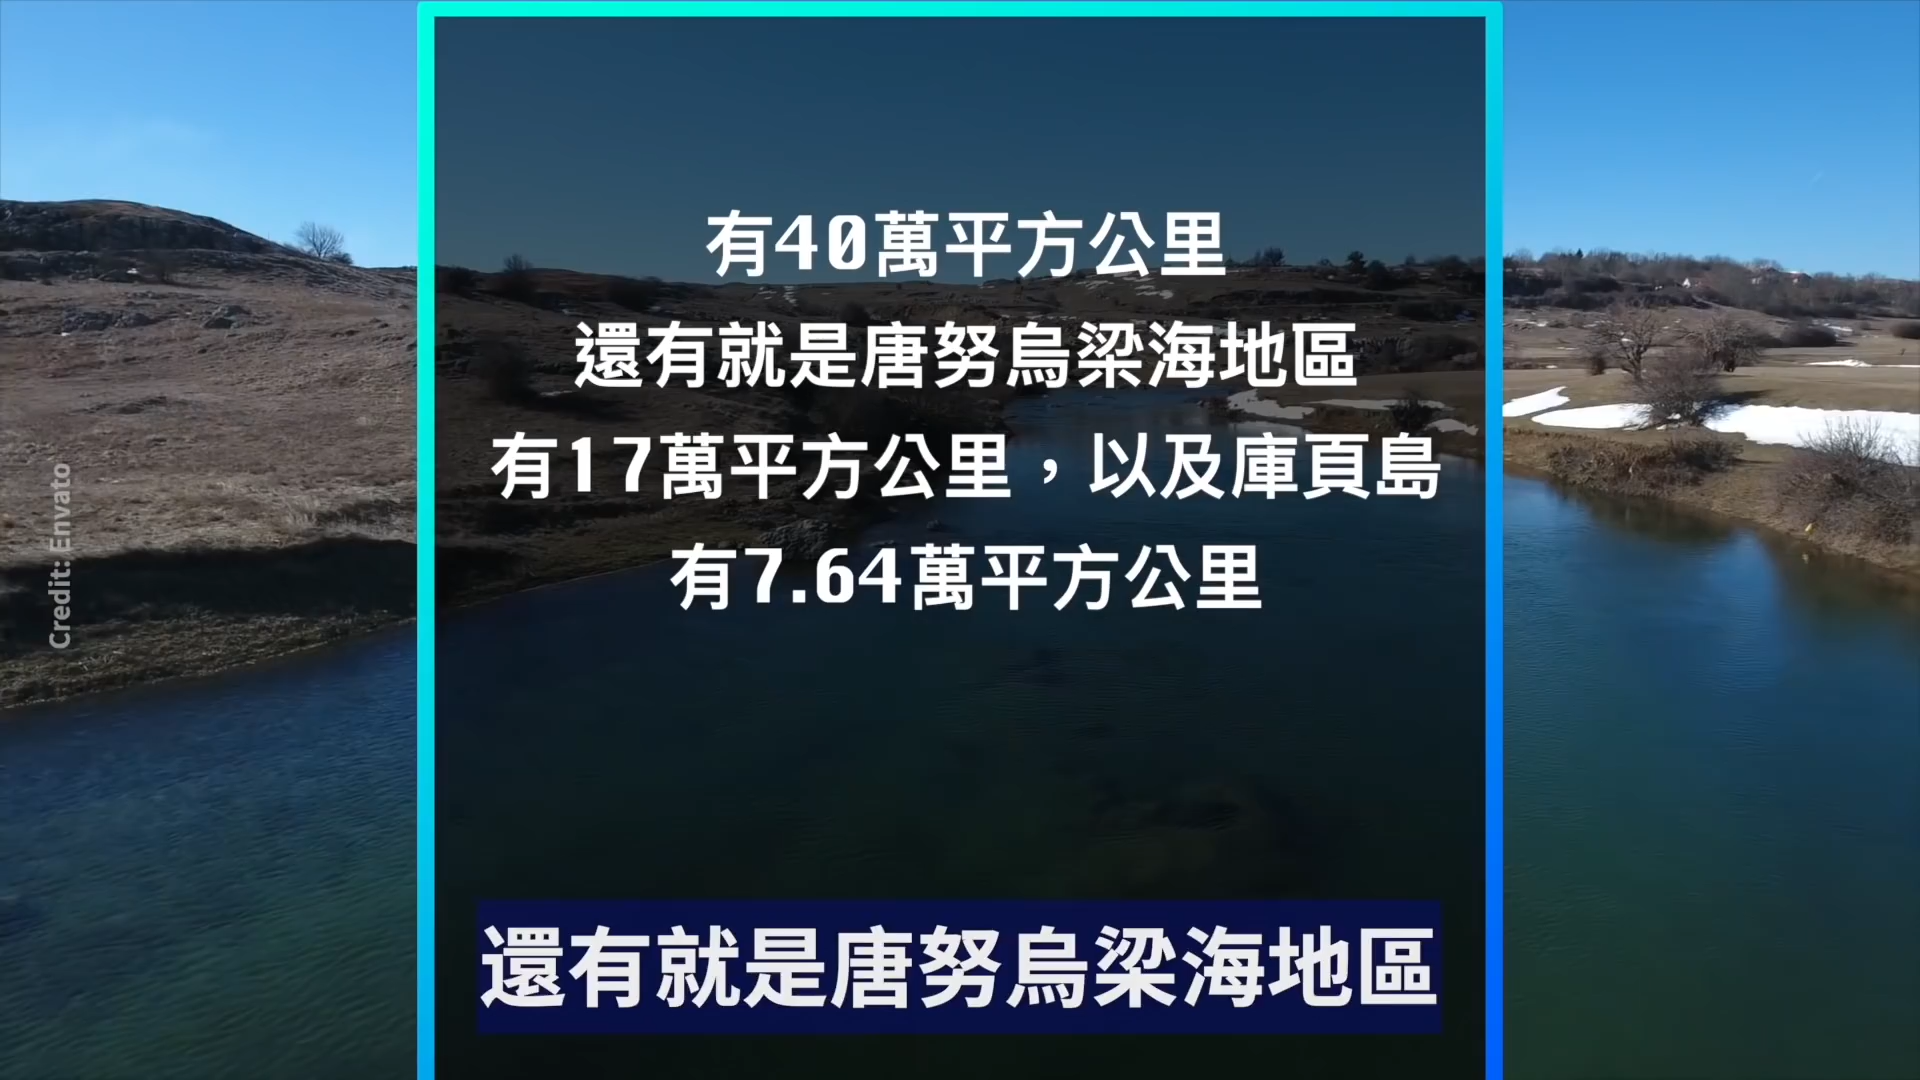 有40萬平方公里
還有就是唐努烏梁海地區
有17萬平方公里，以及庫頁島
有7.64萬平方公里
還有就是唐努烏梁海地區
Credit: Envato